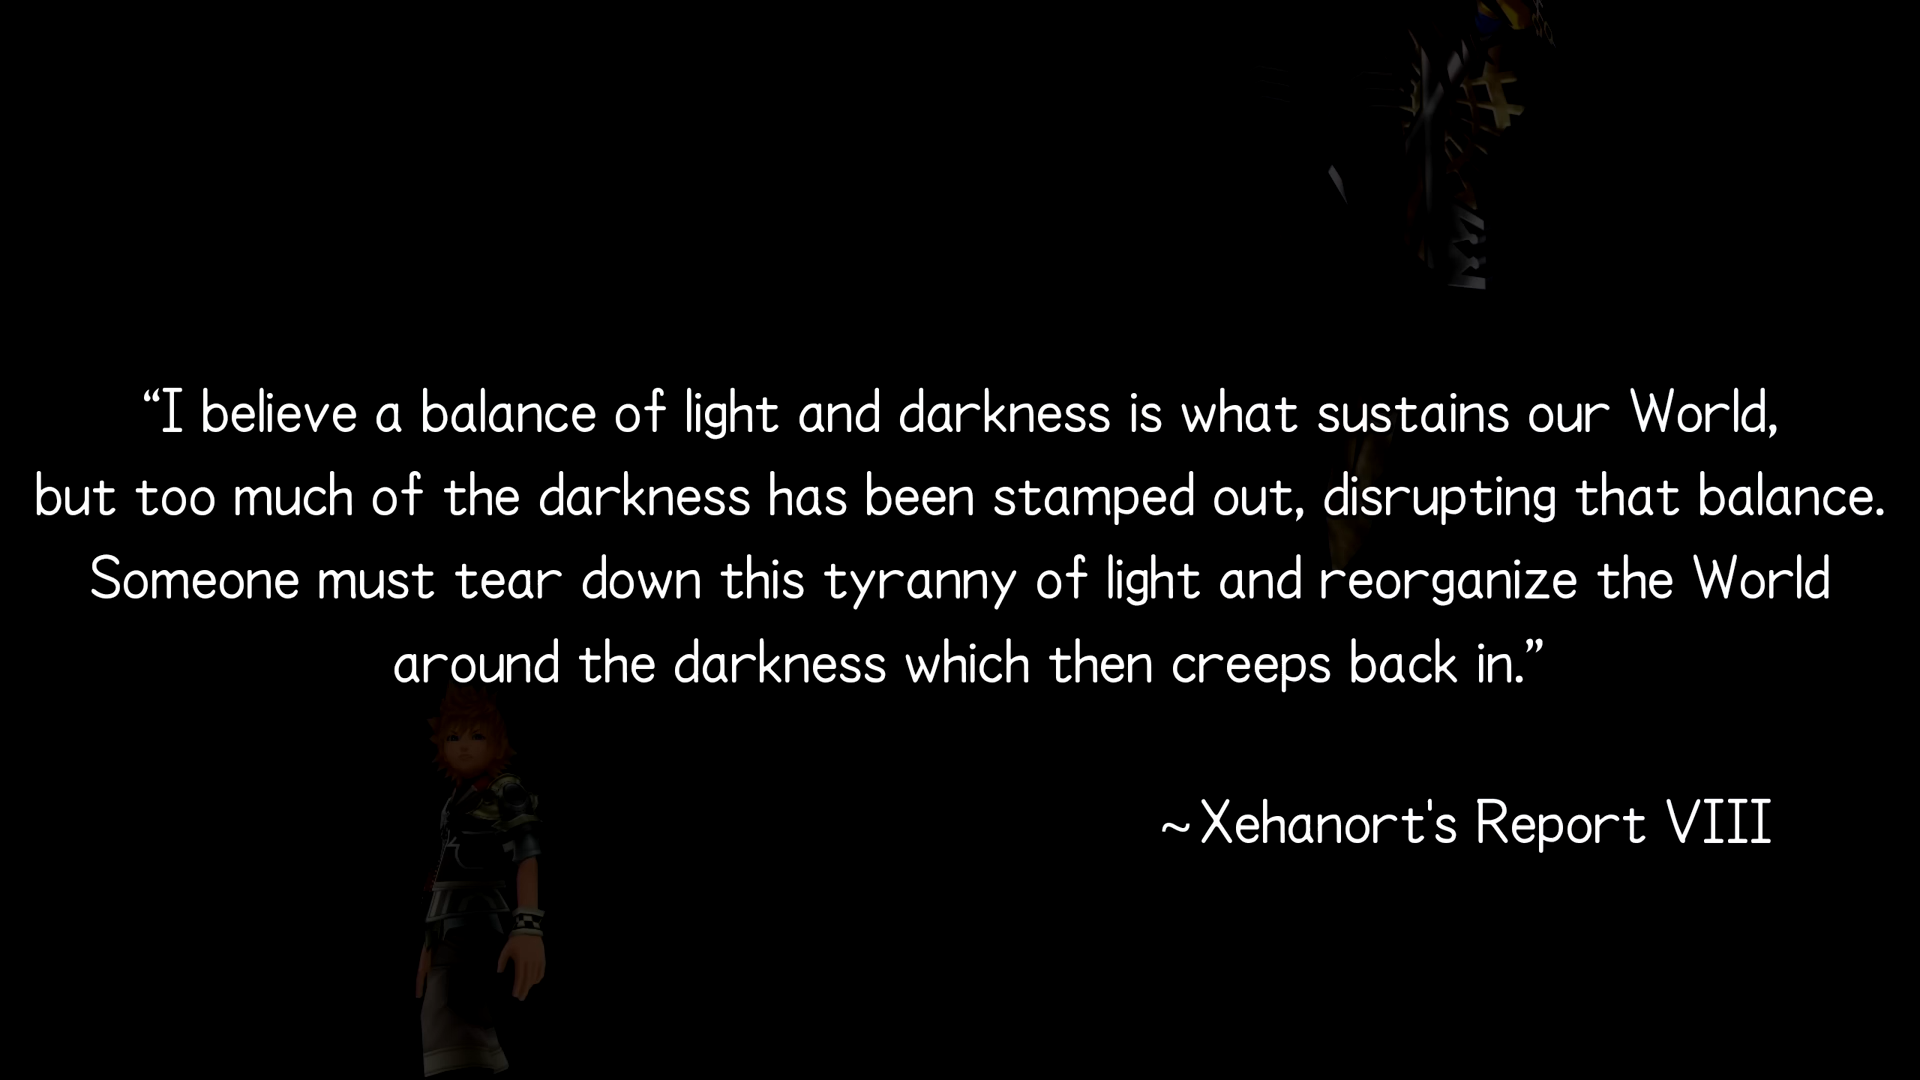 “I believe a balance of light and darkness is what sustains our World,
but too much of the darkness has been stamped out, disrupting that balance.
Someone must tear down this tyranny of light and reorganize the World
around the darkness which then creeps back in.”
~Xehanort's Report VIII